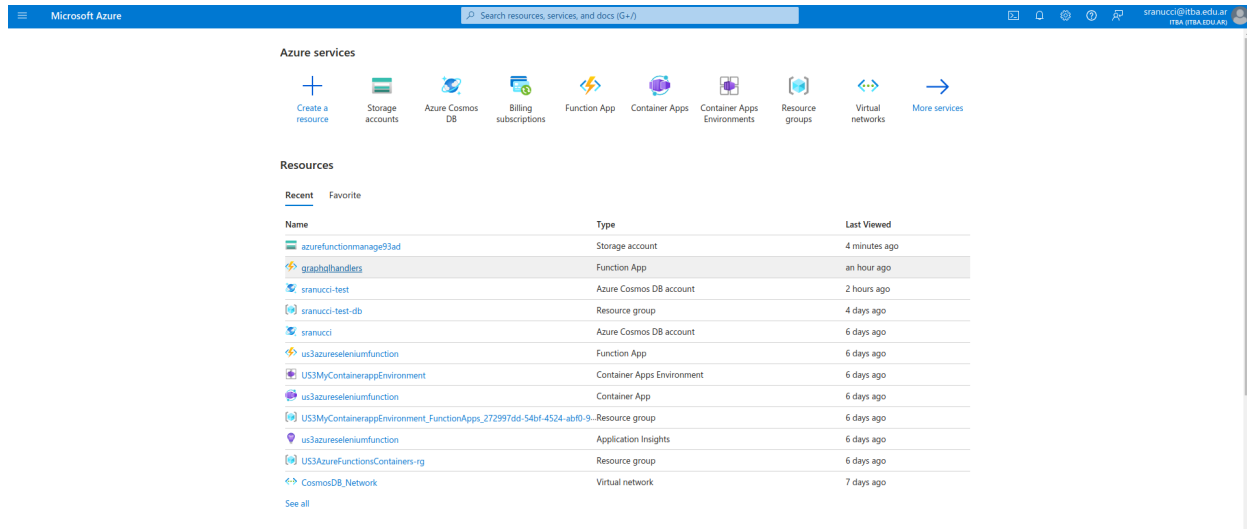 Microsoft Azure
Search resources, services, and docs (G+/)
sranucci@itba.edu.ar
ITBA (ITBA.EDU.AR)
Azure services
Create a resource
Storage accounts
Azure Cosmos DB
Billing subscriptions
Function App
Container Apps
Container Apps Environments
Resource groups
Virtual networks
More services
Resources
Recent Favorite
Name Type Last Viewed
azurefunctionmanage93ad Storage account 4 minutes ago
graphqlhandlers Function App an hour ago
sranucci-test Azure Cosmos DB account 2 hours ago
sranucci-test-db Resource group 4 days ago
sranucci Azure Cosmos DB account 6 days ago
us3azureseleniumfunction Function App 6 days ago
US3MyContainerappEnvironment Container Apps Environment 6 days ago
us3azureseleniumfunction Container App 6 days ago
US3MyContainerappEnvironment_FunctionApps_272997dd-54bf-4524-abf0-9··· Resource group 6 days ago
us3azureseleniumfunction Application Insights 6 days ago
US3AzureFunctionsContainers-rg Resource group 6 days ago
CosmosDB_Network Virtual network 7 days ago
See all